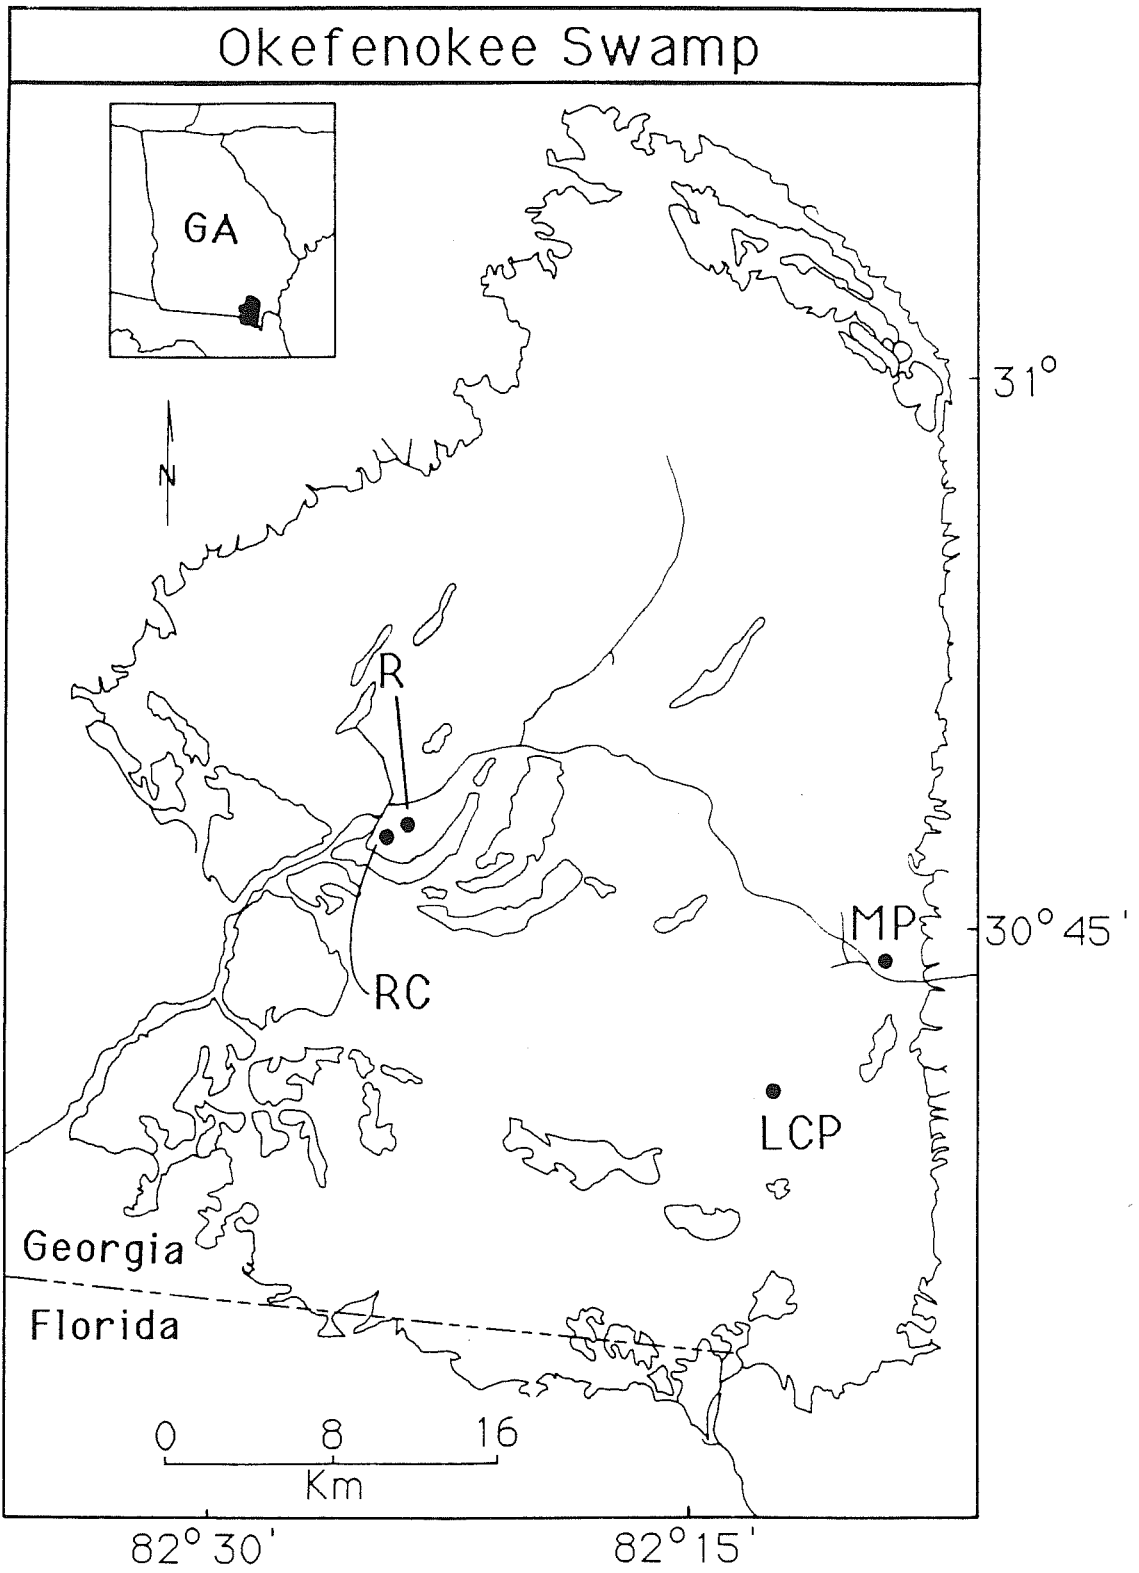 Okefenokee Swamp
GA
31°
N
R
MP
30°45'
RC
LCP
Georgia
Florida
0 8 16
Km
82°30' 82°15'